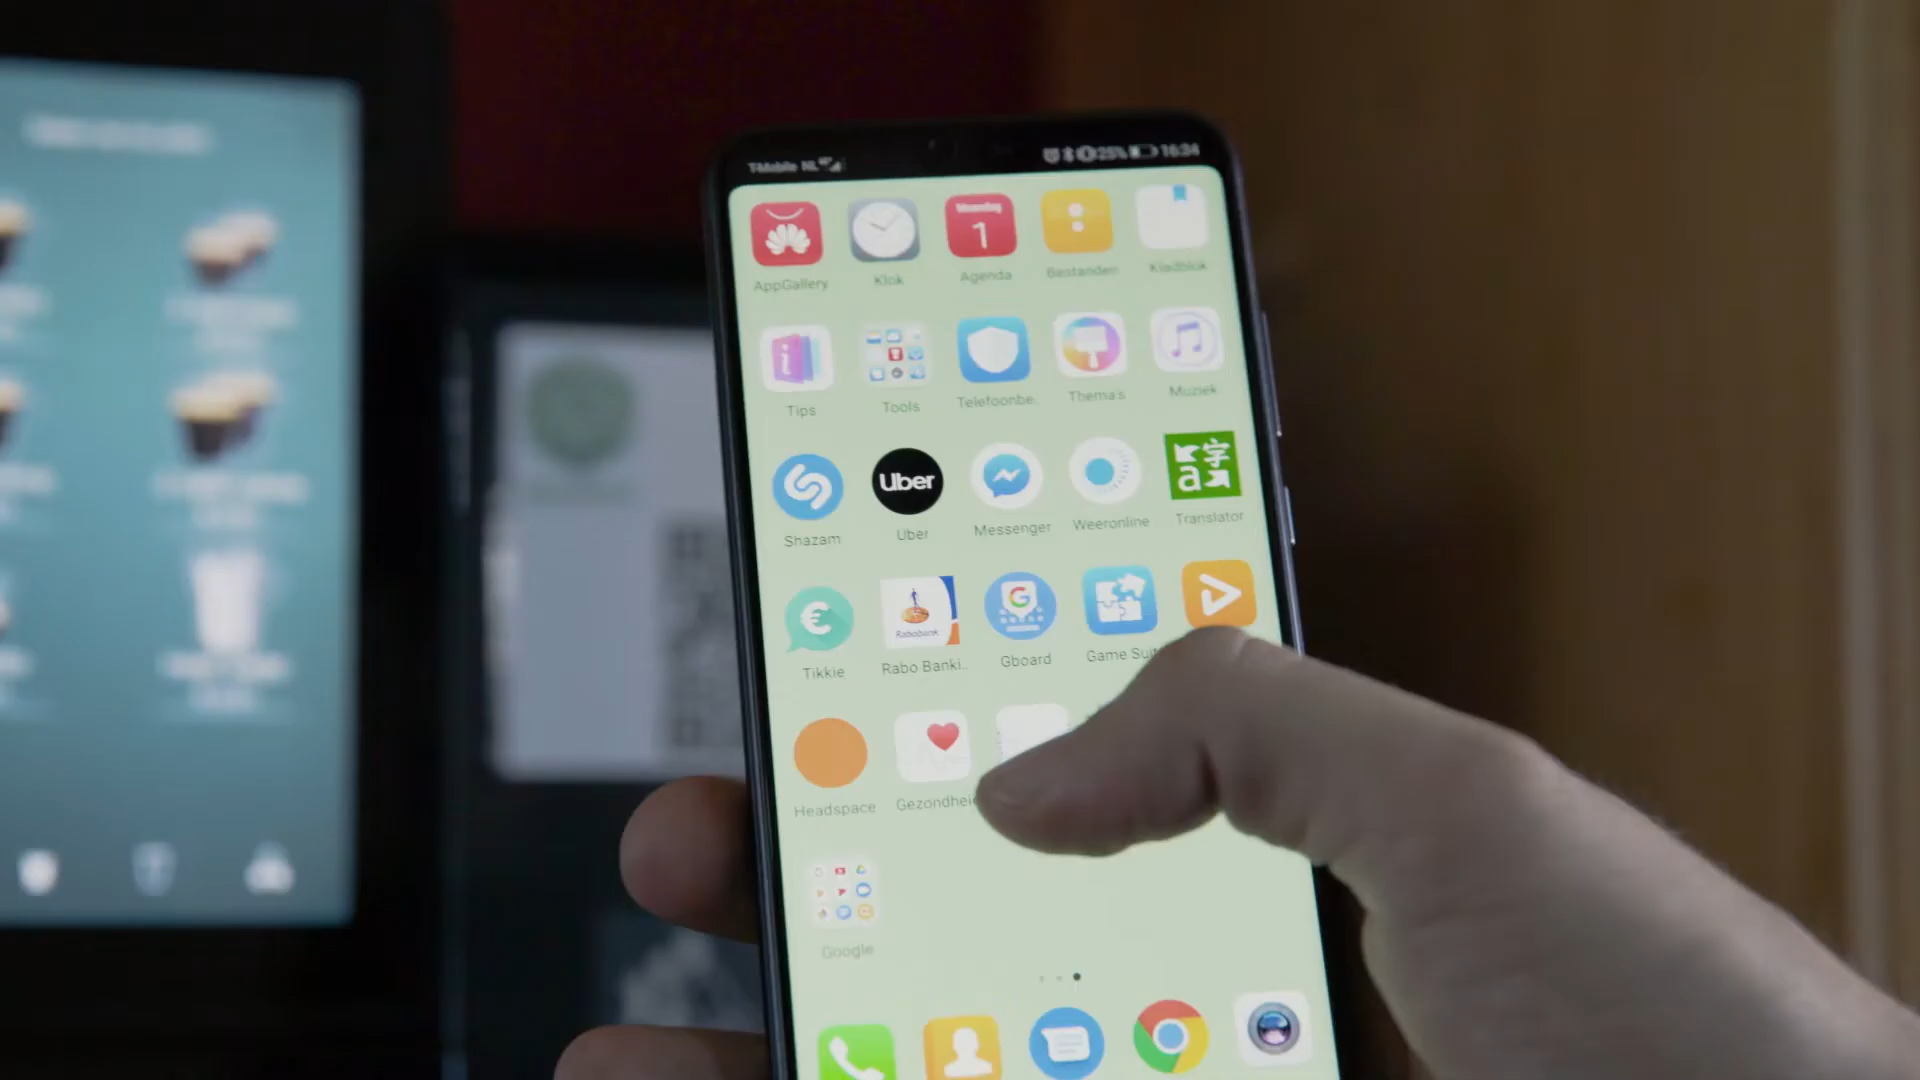 T-Mobile NL
25% 16:34
Maandag
1
AppGallery Klok Agenda Bestanden Kladblok
Tips Tools Telefoonbe.. Thema's Muziek
Uber
字
a
Shazam Uber Messenger Weeronline Translator
€
Rabobank
G
Tikkie Rabo Banki.. Gboard Game Su
Headspace Gezondhei
Google